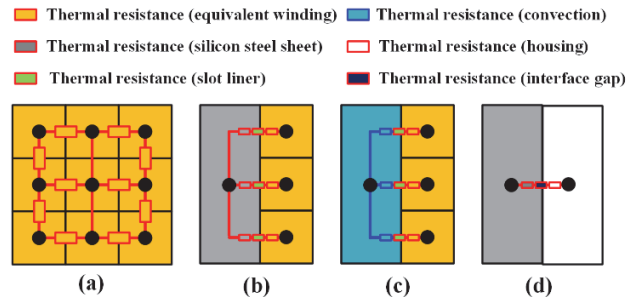 Thermal resistance (equivalent winding)
Thermal resistance (convection)
Thermal resistance (silicon steel sheet)
Thermal resistance (housing)
Thermal resistance (slot liner)
Thermal resistance (interface gap)
(a)
(b)
(c)
(d)